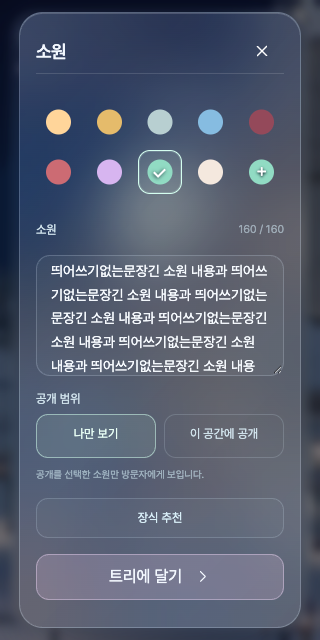 소원
소원
160 / 160
띄어쓰기없는문장긴 소원 내용과 띄어쓰
기없는문장긴 소원 내용과 띄어쓰기없는
문장긴 소원 내용과 띄어쓰기없는문장긴
소원 내용과 띄어쓰기없는문장긴 소원
내용과 띄어쓰기없는문장긴 소원 내용
공개 범위
나만 보기
이 공간에 공개
공개를 선택한 소원만 방문자에게 보입니다.
장식 추천
트리에 달기